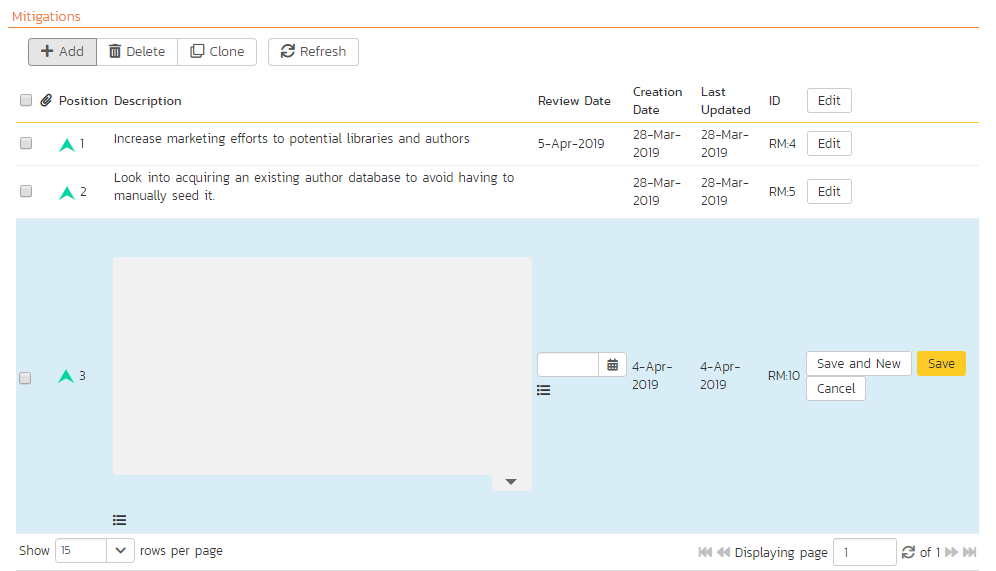 Mitigations
Add Delete Clone Refresh
Position Description Review Date Creation Date Last Updated ID Edit
1 Increase marketing efforts to potential libraries and authors 5-Apr-2019 28-Mar-2019 28-Mar-2019 RM:4 Edit
2 Look into acquiring an existing author database to avoid having to
manually seed it. 28-Mar-2019 28-Mar-2019 RM:5 Edit
3 4-Apr-2019 4-Apr-2019 RM:10 Save and New Save
Cancel
Show 15 rows per page Displaying page 1 of 1